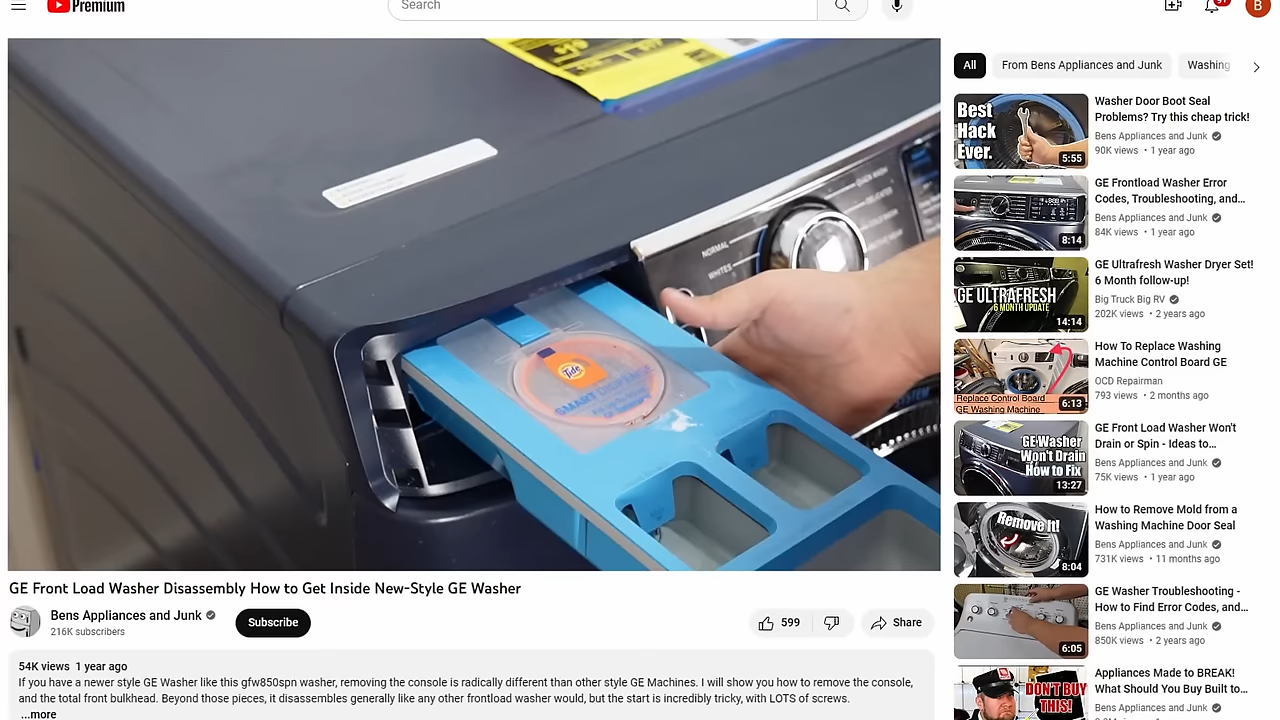 Premium
Search
9+
B
NORMAL
WHITES
Tide
SMART DISPENSE
GE Front Load Washer Disassembly How to Get Inside New-Style GE Washer
Bens Appliances and Junk
216K subscribers
Subscribe
599
Share
54K views 1 year ago
If you have a newer style GE Washer like this gfw850spn washer, removing the console is radically different than other style GE Machines. I will show you how to remove the console,
and the total front bulkhead. Beyond those pieces, it disassembles generally like any other frontload washer would, but the start is incredibly tricky, with LOTS of screws.
...more
All
From Bens Appliances and Junk
Washing
Best
Hack
Ever.
5:55
Washer Door Boot Seal
Problems? Try this cheap trick!
Bens Appliances and Junk
90K views • 1 year ago
8:14
GE Frontload Washer Error
Codes, Troubleshooting, and...
Bens Appliances and Junk
84K views • 1 year ago
GE ULTRAFRESH
6 MONTH UPDATE
14:14
GE Ultrafresh Washer Dryer Set!
6 Month follow-up!
Big Truck Big RV
202K views • 2 years ago
Replace Control Board
GE Washing Machine
6:13
How To Replace Washing
Machine Control Board GE
OCD Repairman
793 views • 2 months ago
GE Washer
Won't Drain
How to Fix
13:27
GE Front Load Washer Won't
Drain or Spin - Ideas to...
Bens Appliances and Junk
75K views • 1 year ago
Remove It!
8:04
How to Remove Mold from a
Washing Machine Door Seal
Bens Appliances and Junk
731K views • 11 months ago
6:05
GE Washer Troubleshooting -
How to Find Error Codes, and...
Bens Appliances and Junk
850K views • 2 years ago
DON'T BUY
THIS!
Appliances Made to BREAK!
What Should You Buy Built to...
Bens Appliances and Junk